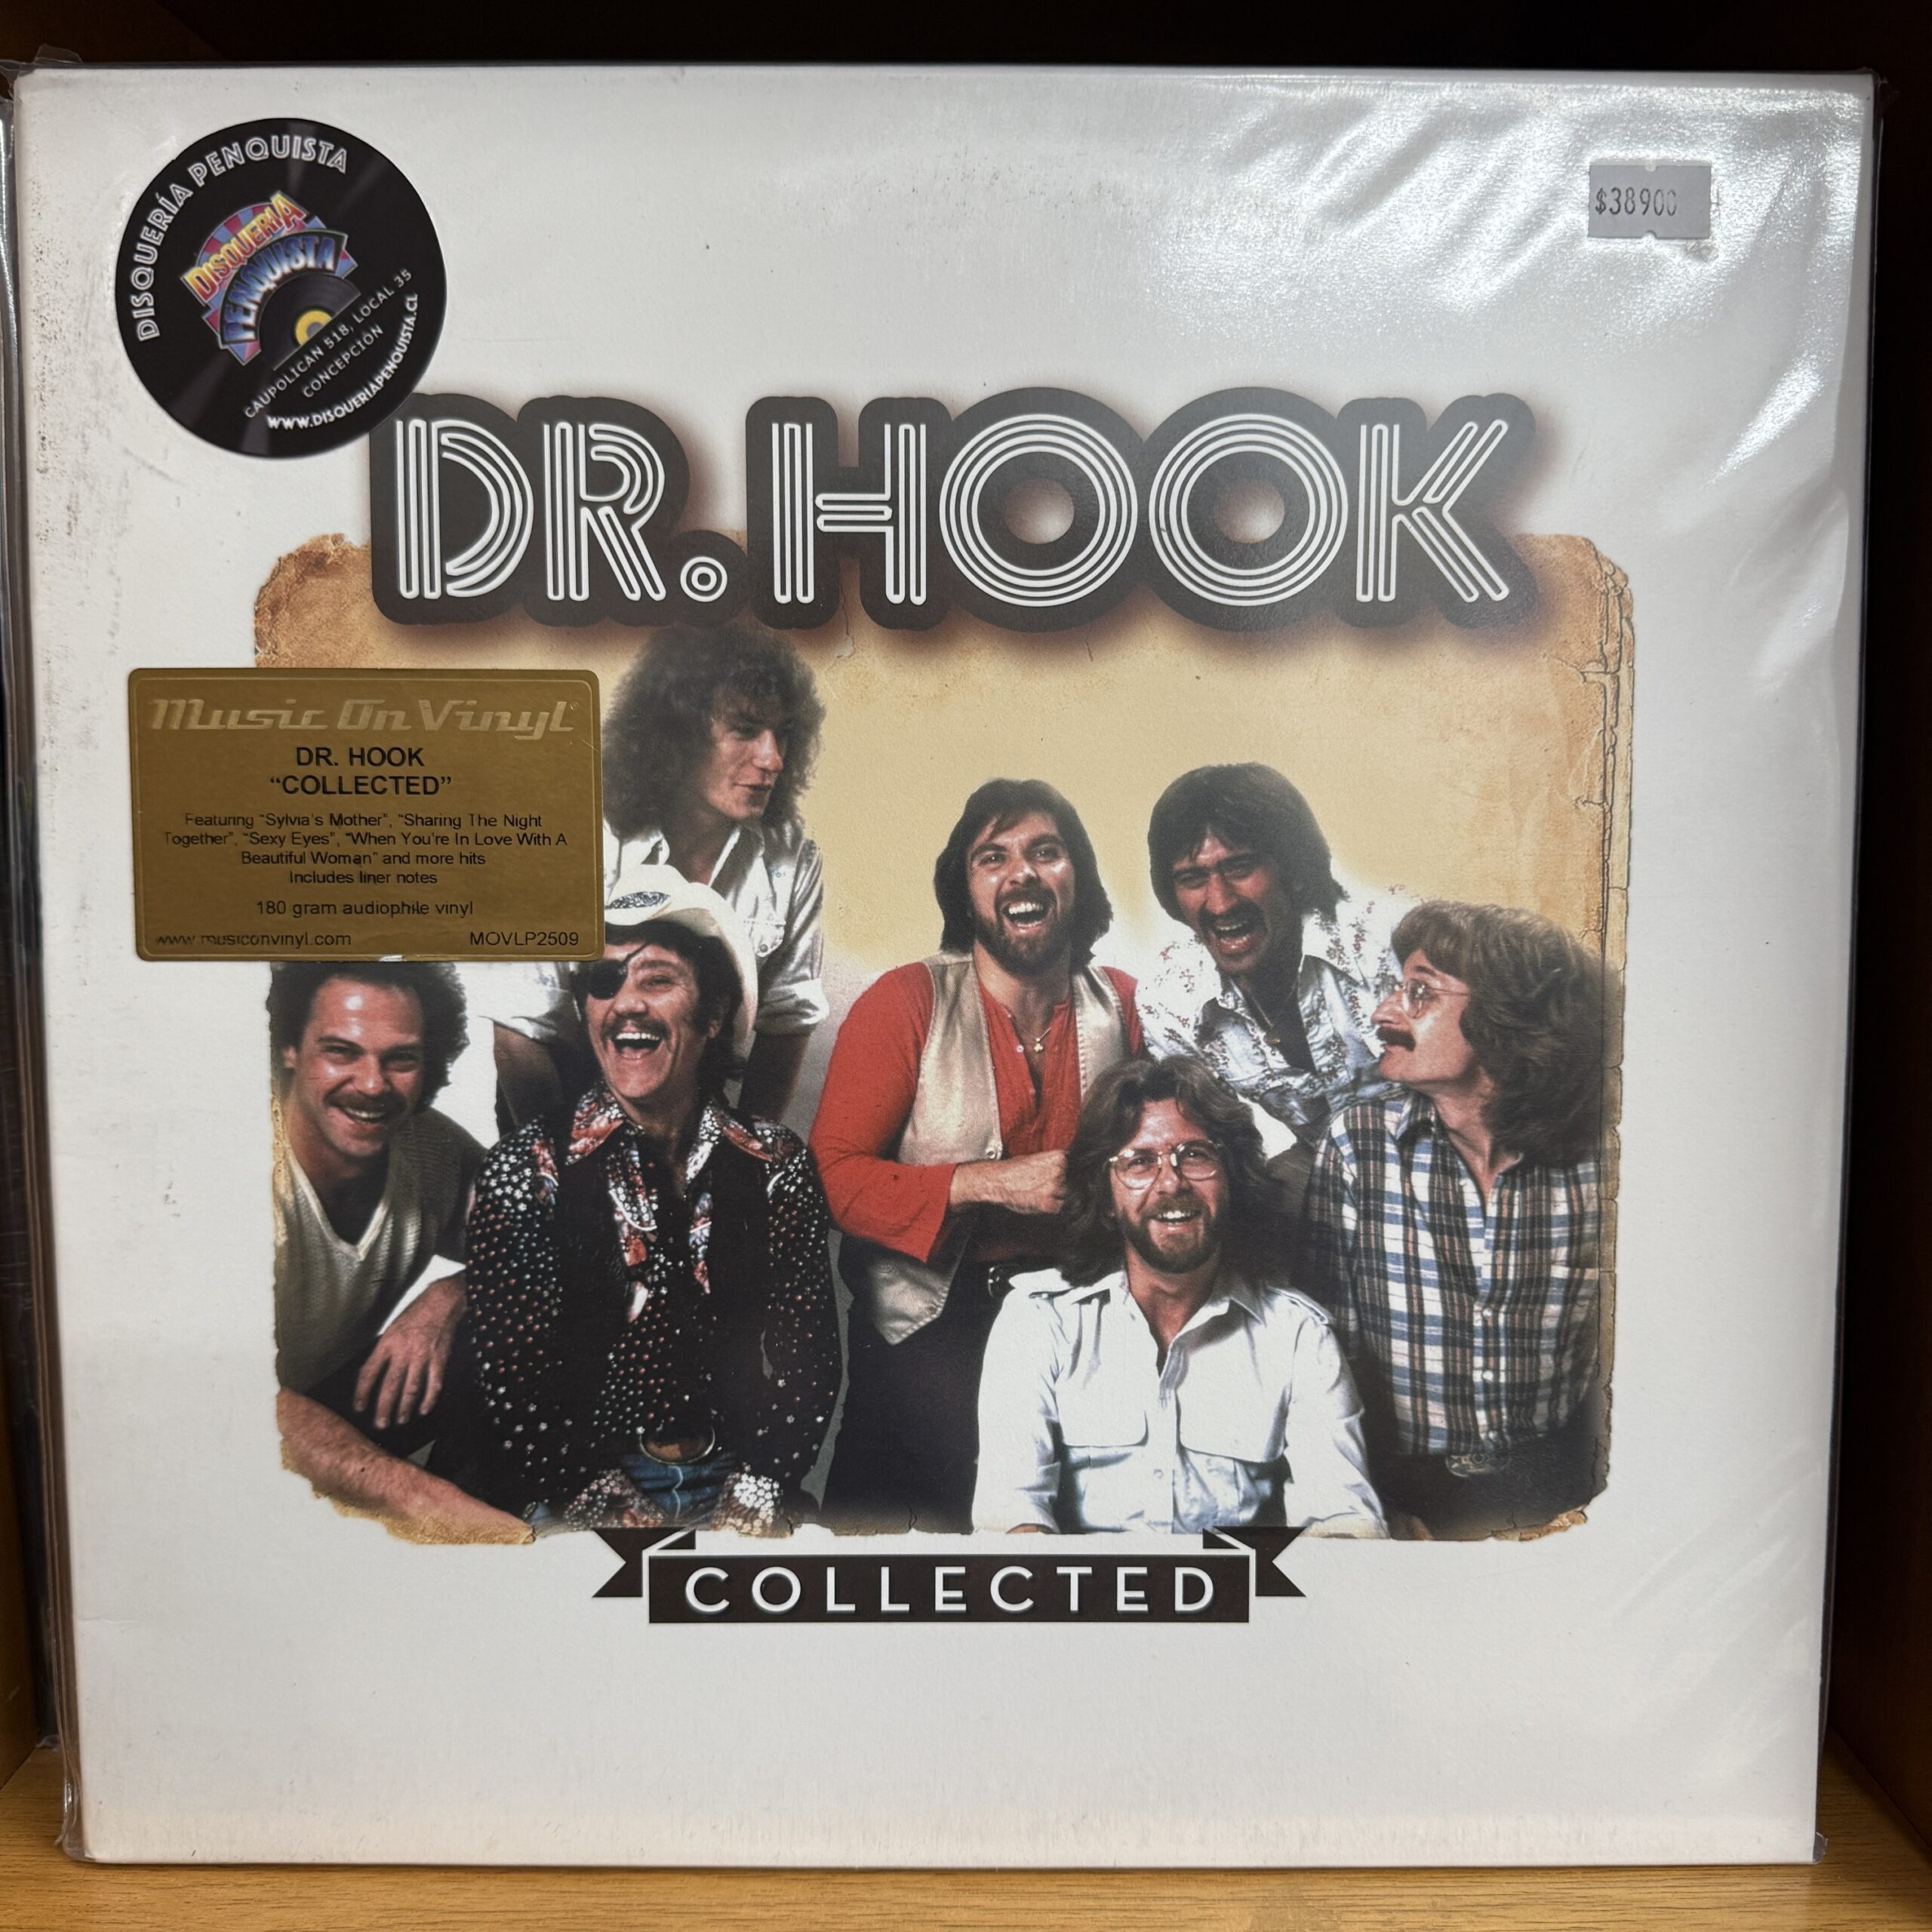 DISQUERÍA PENQUISTA
DISQUERIA
PENQUISTA
CAUPOLICAN 518, LOCAL 35
CONCEPCIÓN
WWW.DISQUERIAPENQUISTA.CL
$38900
DR. HOOK
Music On Vinyl
DR. HOOK
“COLLECTED”
Featuring “Sylvia's Mother”, “Sharing The Night
Together”, “Sexy Eyes”, “When You're In Love With A
Beautiful Woman” and more hits
Includes liner notes
180 gram audiophile vinyl
www.musiconvinyl.com MOVLP2509
COLLECTED